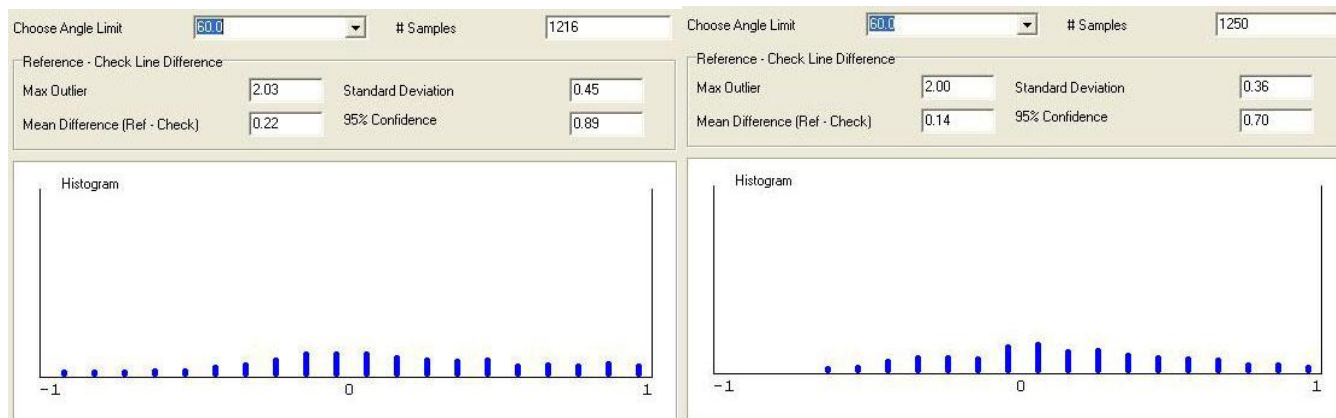 Choose Angle Limit 60.0 # Samples 1216
Reference - Check Line Difference
Max Outlier 2.03 Standard Deviation 0.45
Mean Difference (Ref - Check) 0.22 95% Confidence 0.89
Histogram
-1 0 1
Choose Angle Limit 60.0 # Samples 1250
Reference - Check Line Difference
Max Outlier 2.00 Standard Deviation 0.36
Mean Difference (Ref - Check) 0.14 95% Confidence 0.70
Histogram
-1 0 1